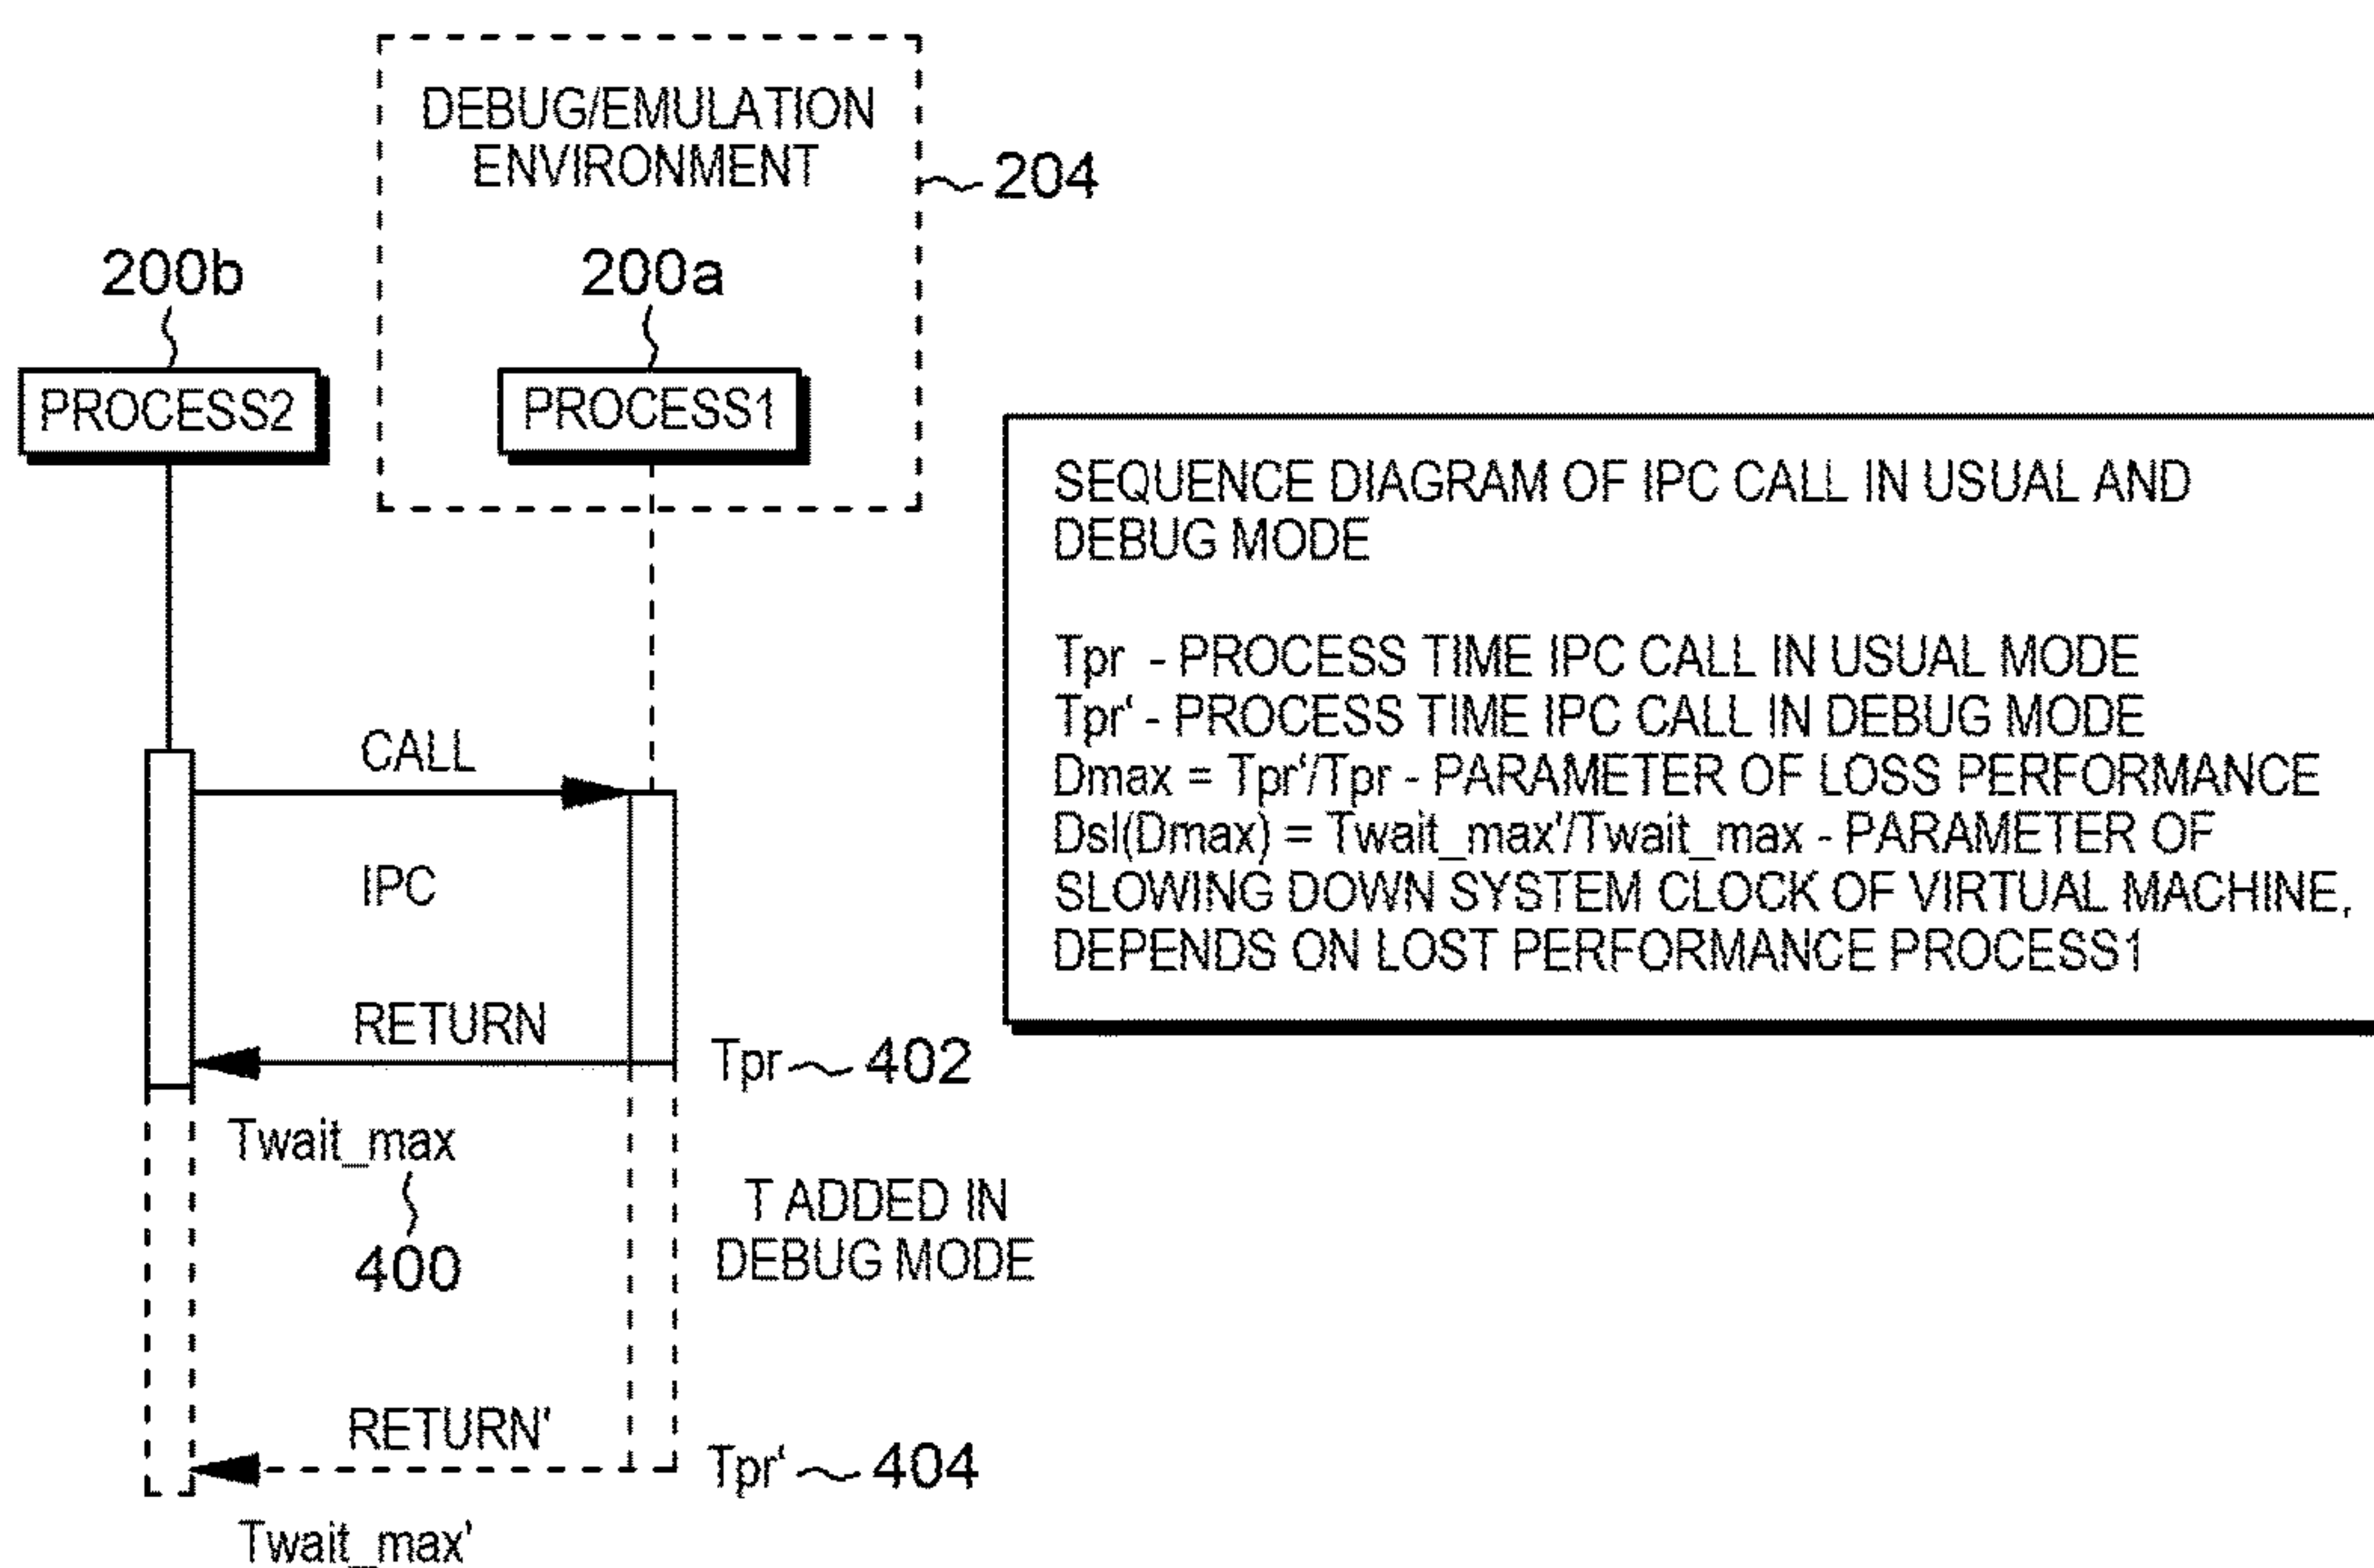 DEBUG/EMULATION
ENVIRONMENT
204
200b
200a
PROCESS2
PROCESS1
SEQUENCE DIAGRAM OF IPC CALL IN USUAL AND
DEBUG MODE
Tpr - PROCESS TIME IPC CALL IN USUAL MODE
Tpr' - PROCESS TIME IPC CALL IN DEBUG MODE
Dmax = Tpr'/Tpr - PARAMETER OF LOSS PERFORMANCE
Dsl(Dmax) = Twait_max'/Twait_max - PARAMETER OF
SLOWING DOWN SYSTEM CLOCK OF VIRTUAL MACHINE,
DEPENDS ON LOST PERFORMANCE PROCESS1
CALL
IPC
RETURN
Tpr 402
Twait_max
400
T ADDED IN
DEBUG MODE
RETURN'
Tpr' 404
Twait_max'